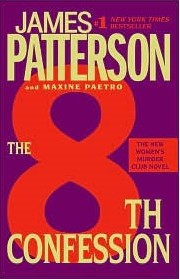 JAMES
#1 NEW YORK TIMES
BESTSELLER
PATTERSON
AND MAXINE PAETRO
THE
8
TH
THE NEW
WOMEN'S
MURDER
CLUB NOVEL
CONFESSION